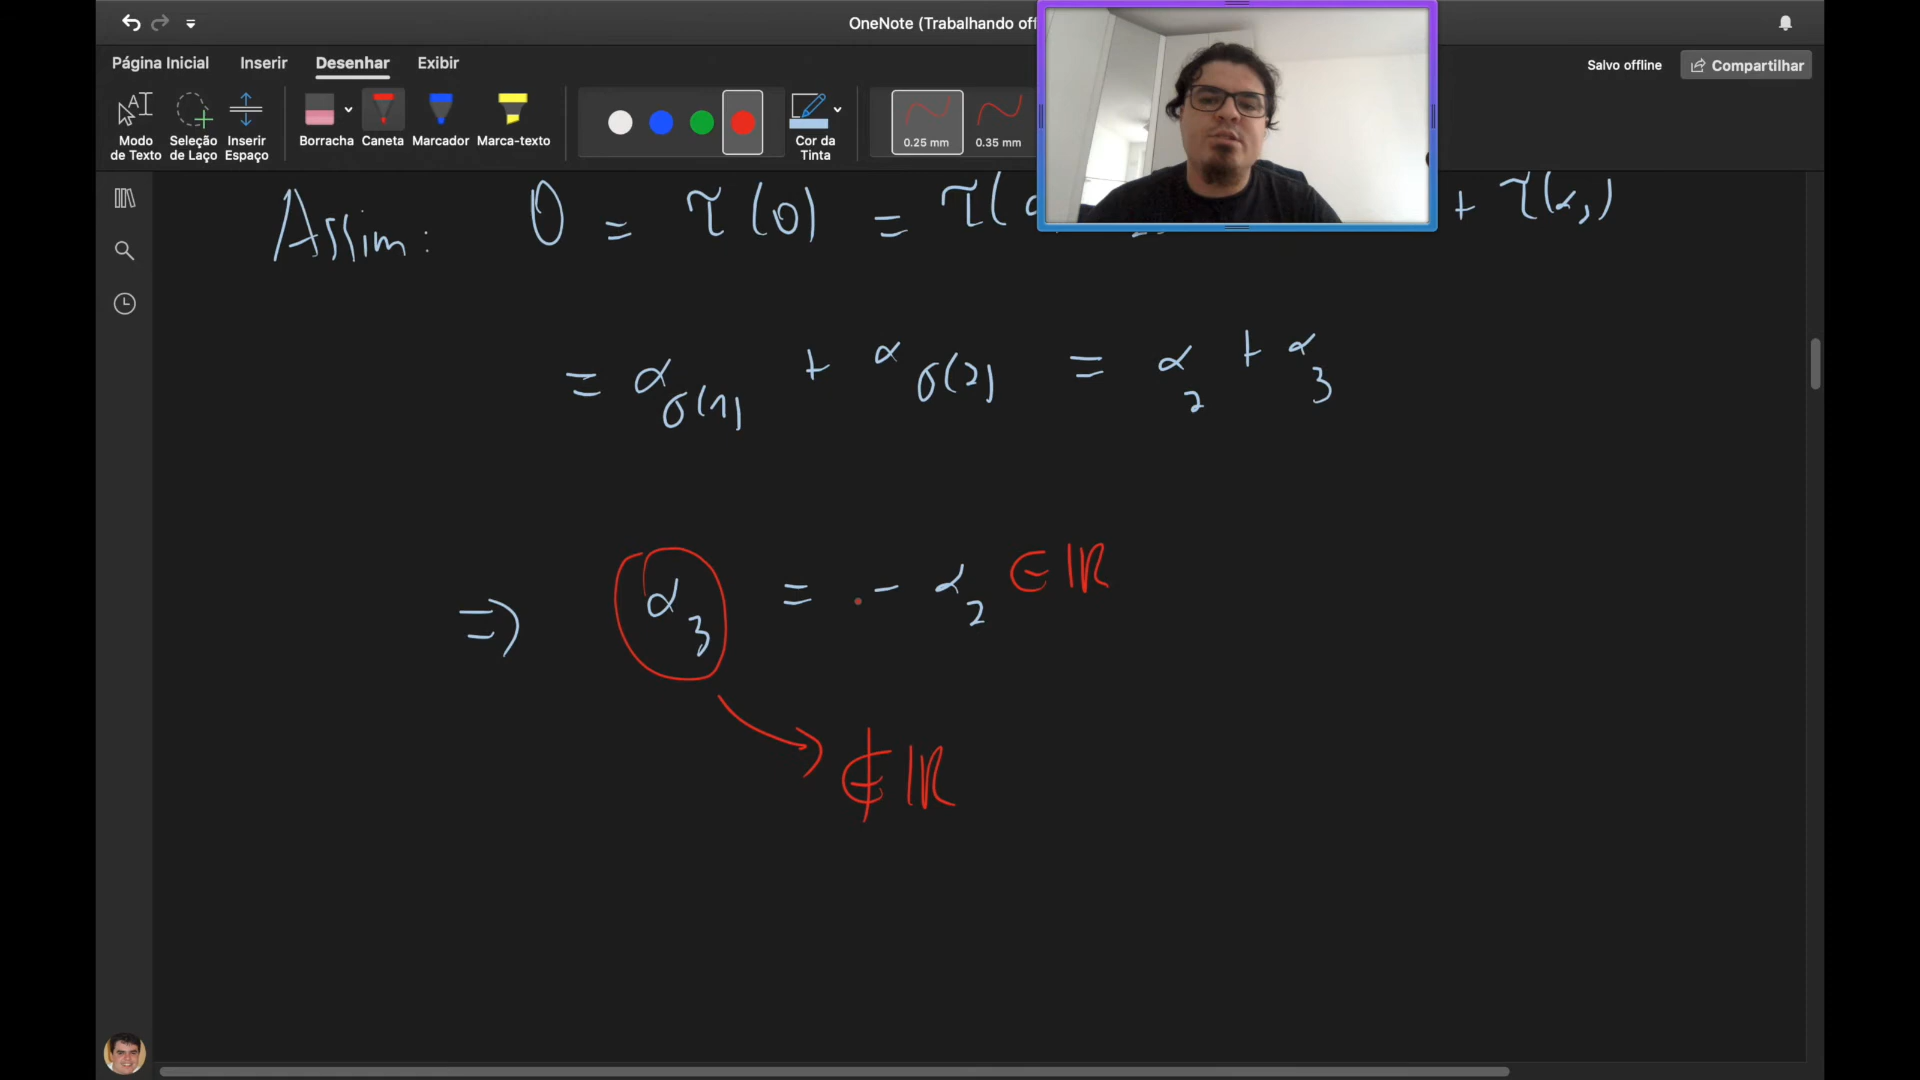 OneNote (Trabalhando off
Página Inicial Inserir Desenhar Exibir
Salvo offline Compartilhar
Modo de Texto Seleção de Laço Inserir Espaço Borracha Caneta Marcador Marca-texto Cor da Tinta 0.25 mm 0.35 mm
Assim: 0 = τ(0) = τ( + τ(α₂)
= α_σ(1) + α_σ(2) = α₂ + α₃
⇒ α₃ = - α₂ ∈ ℝ
∉ ℝ